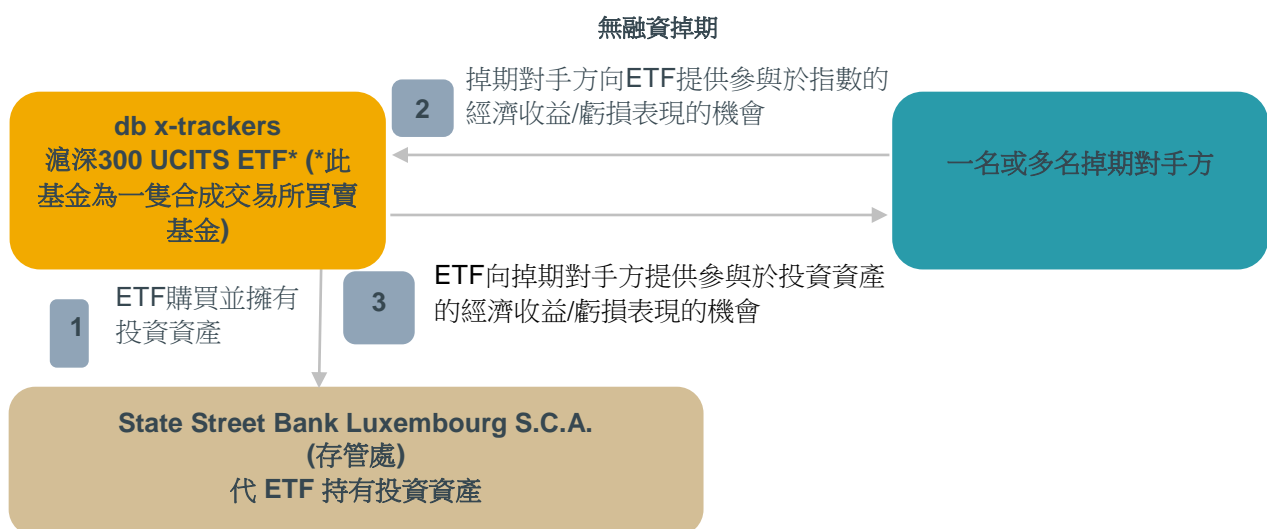 無融資掉期
2
掉期對手方向ETF提供參與於指數的
經濟收益/虧損表現的機會
db x-trackers
滬深300 UCITS ETF* (*此
基金為一隻合成交易所買賣
基金)
一名或多名掉期對手方
1
ETF購買並擁有
投資資產
3
ETF向掉期對手方提供參與於投資資產
的經濟收益/虧損表現的機會
State Street Bank Luxembourg S.C.A.
(存管處)
代 ETF 持有投資資產